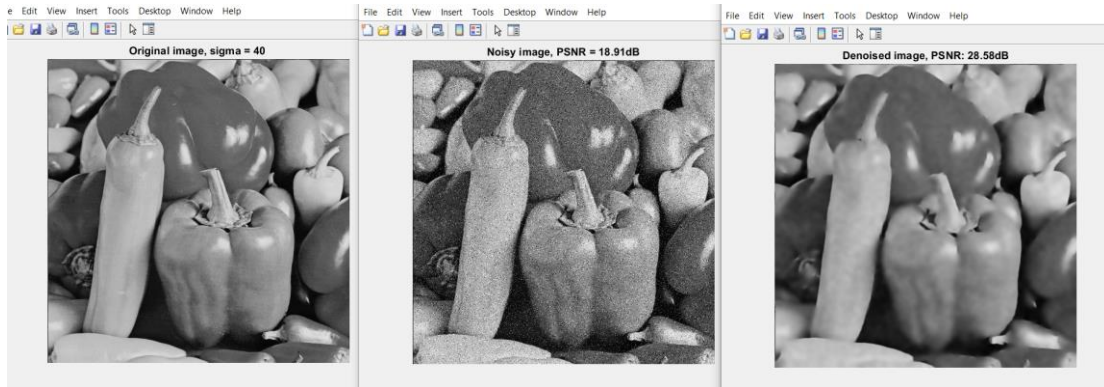 e Edit View Insert Tools Desktop Window Help
Original image, sigma = 40
File Edit View Insert Tools Desktop Window Help
Noisy image, PSNR = 18.91dB
File Edit View Insert Tools Desktop Window Help
Denoised image, PSNR: 28.58dB